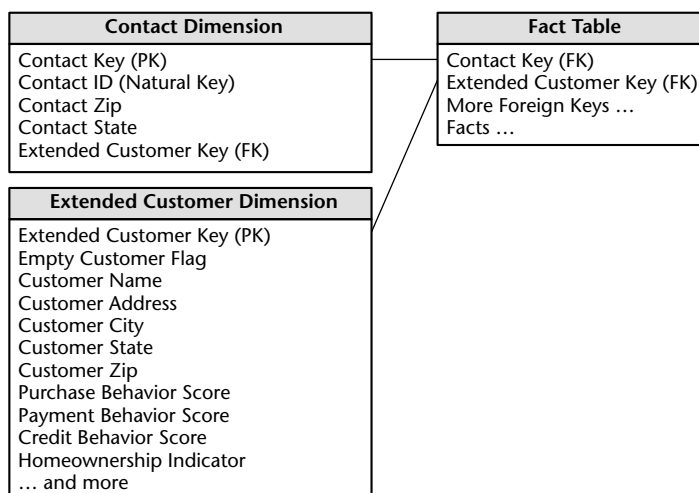 Contact Dimension
Contact Key (PK)
Contact ID (Natural Key)
Contact Zip
Contact State
Extended Customer Key (FK)
Fact Table
Contact Key (FK)
Extended Customer Key (FK)
More Foreign Keys ...
Facts ...
Extended Customer Dimension
Extended Customer Key (PK)
Empty Customer Flag
Customer Name
Customer Address
Customer City
Customer State
Customer Zip
Purchase Behavior Score
Payment Behavior Score
Credit Behavior Score
Homeownership Indicator
... and more